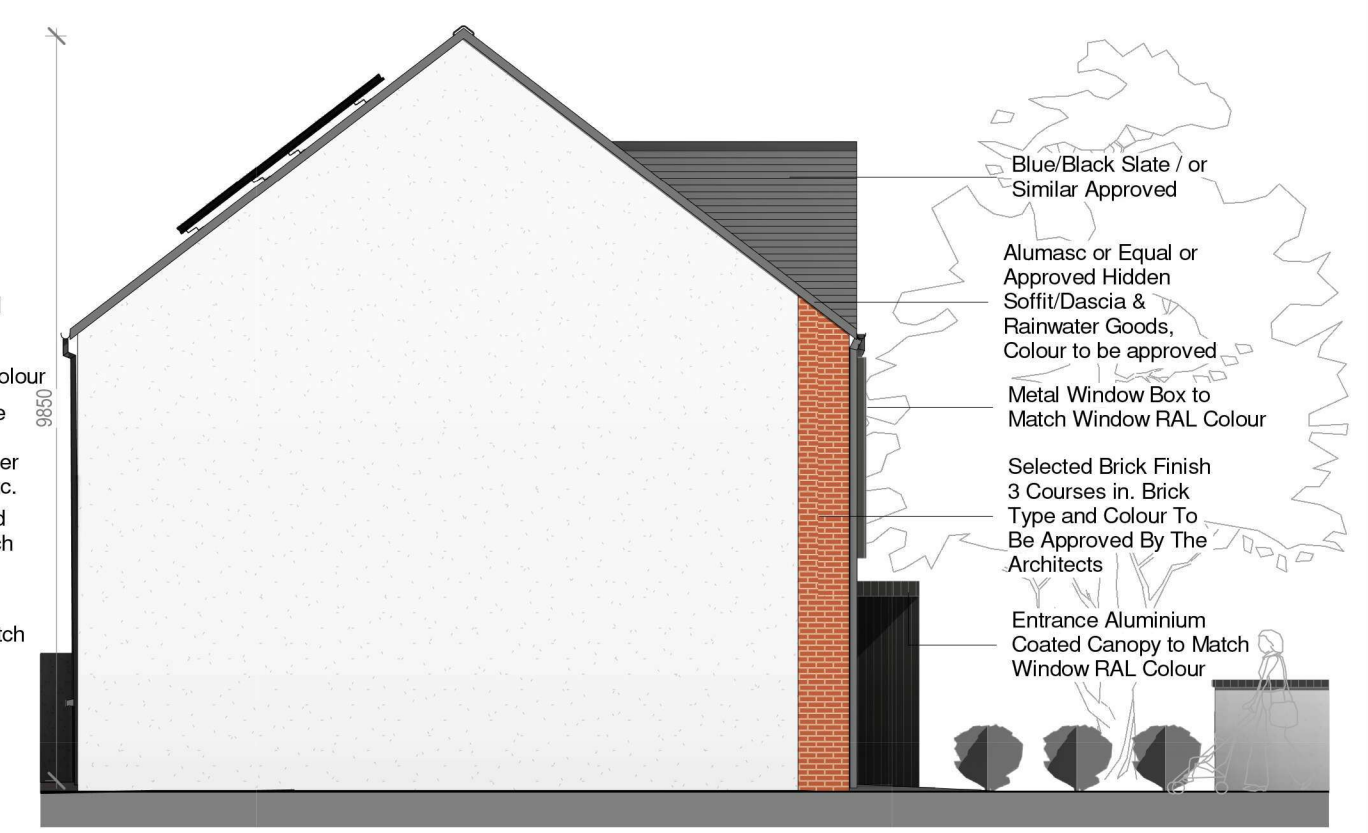 Blue/Black Slate / or
Similar Approved
Alumasc or Equal or
Approved Hidden
Soffit/Dascia &
Rainwater Goods,
Colour to be approved
Metal Window Box to
Match Window RAL Colour
Selected Brick Finish
3 Courses in. Brick
Type and Colour To
Be Approved By The
Architects
Entrance Aluminium
Coated Canopy to Match
Window RAL Colour
9850